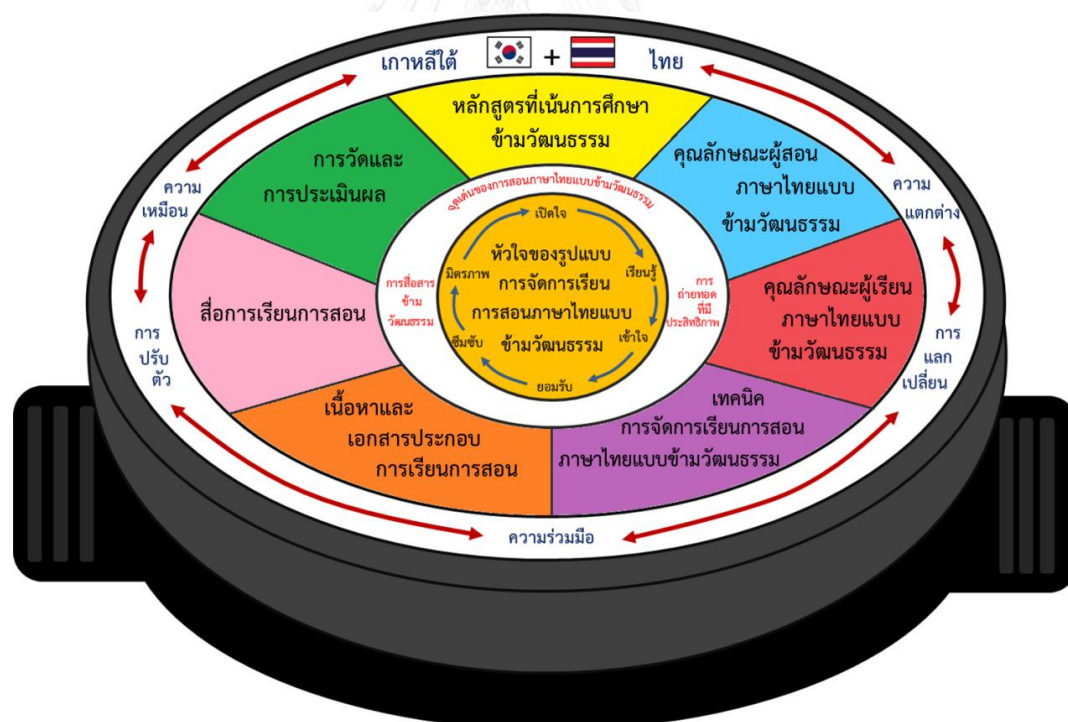 เกาหลีใต้ + ไทย
หลักสูตรที่เน้นการศึกษา
ข้ามวัฒนธรรม
คุณลักษณะผู้สอน
ภาษาไทยแบบ
ข้ามวัฒนธรรม
คุณลักษณะผู้เรียน
ภาษาไทยแบบ
ข้ามวัฒนธรรม
เทคนิค
การจัดการเรียนการสอน
ภาษาไทยแบบข้ามวัฒนธรรม
เนื้อหาและ
เอกสารประกอบ
การเรียนการสอน
สื่อการเรียนการสอน
การวัดและ
การประเมินผล
ความ
แตกต่าง
การ
แลก
เปลี่ยน
ความร่วมมือ
การ
ปรับ
ตัว
ความ
เหมือน
จุดเด่นของการสอนภาษาไทยแบบข้ามวัฒนธรรม
การ
ถ่ายทอด
ที่มี
ประสิทธิภาพ
การสื่อสาร
ข้าม
วัฒนธรรม
เปิดใจ
เรียนรู้
เข้าใจ
ยอมรับ
ซึมซับ
มิตรภาพ
หัวใจของรูปแบบ
การจัดการเรียน
การสอนภาษาไทยแบบ
ข้ามวัฒนธรรม